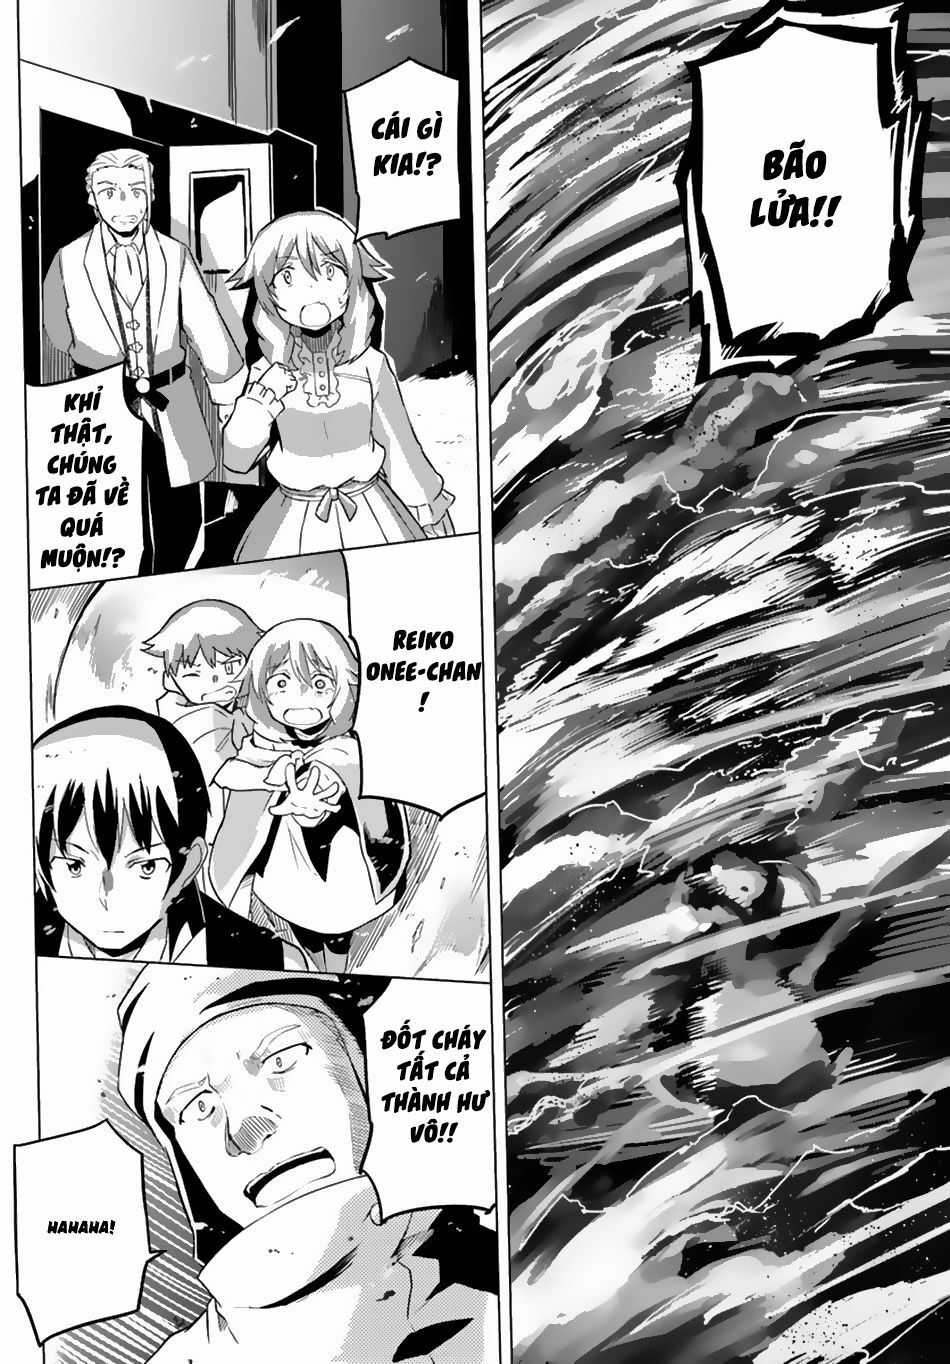 BÃO
LỬA!!
CÁI GÌ
KIA!?
KHỈ
THẬT,
CHÚNG
TA ĐÃ VỀ
QUÁ
MUỘN!?
REIKO
ONEE-CHAN
!
ĐỐT CHÁY
TẤT CẢ
THÀNH HƯ
VÔ!!
HAHAHA!